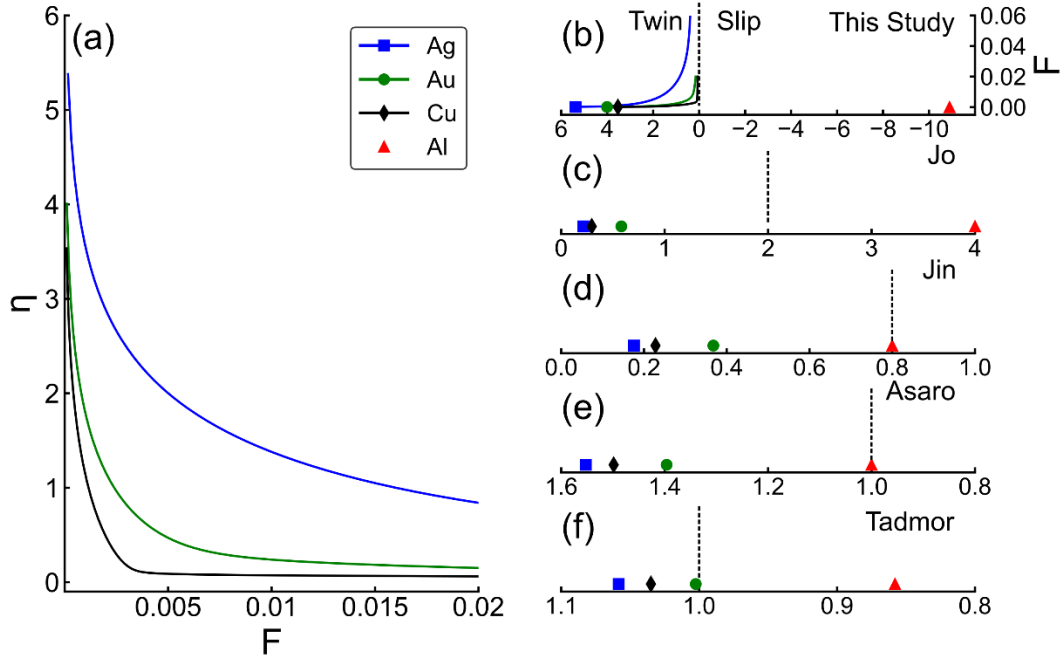 (a)
6
5
4
3
2
1
0
η
0.005
0.01
0.015
0.02
F
Ag
Au
Cu
Al
(b)
Twin
Slip
This Study
0.06
0.04
0.02
0.00
F
6
4
2
0
−2
−4
−6
−8
−10
Jo
(c)
0
1
2
3
4
Jin
(d)
0.0
0.2
0.4
0.6
0.8
1.0
Asaro
(e)
1.6
1.4
1.2
1.0
0.8
Tadmor
(f)
1.1
1.0
0.9
0.8